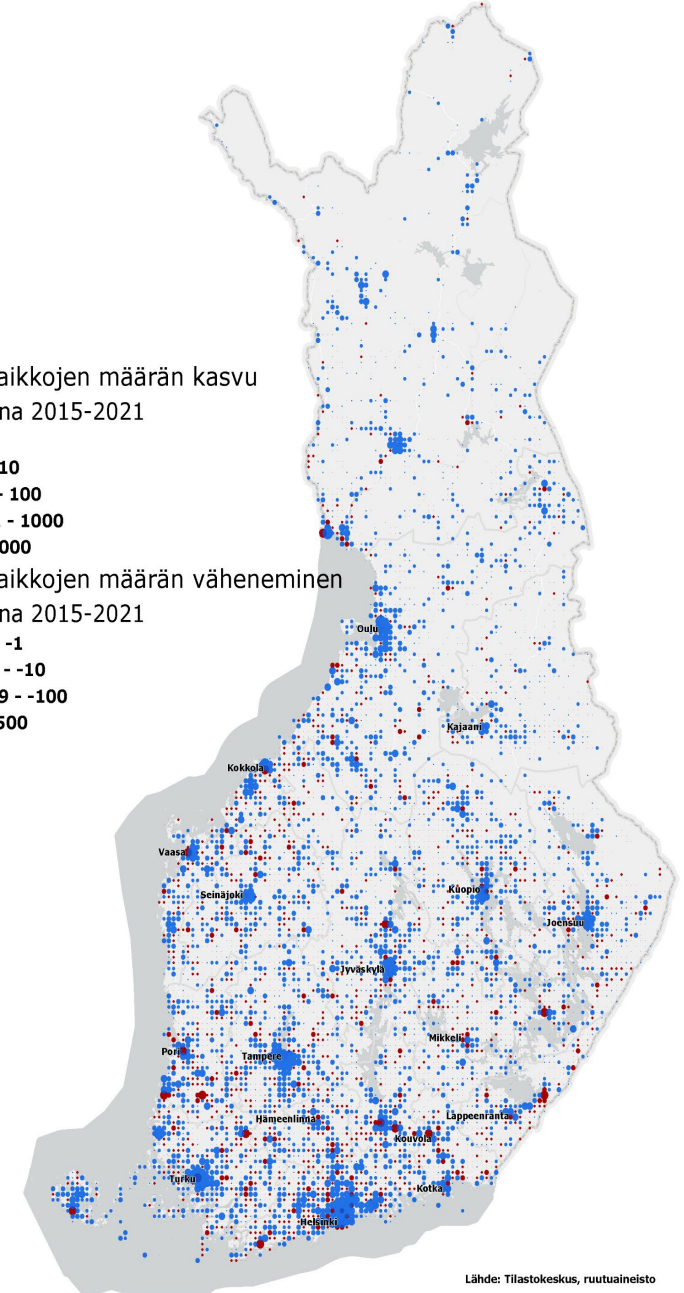 aikkojen määrän kasvu
na 2015-2021
10
- 100
- 1000
000
aikkojen määrän väheneminen
na 2015-2021
-1
- -10
9 - -100
500
Oulu
Kajaani
Kokkola
Vaasa
Seinäjoki
Kuopio
Joensuu
Jyväskylä
Mikkeli
Pori
Tampere
Hämeenlinna
Lappeenranta
Kouvola
Turku
Kotka
Helsinki
Lähde: Tilastokeskus, ruutuaineisto